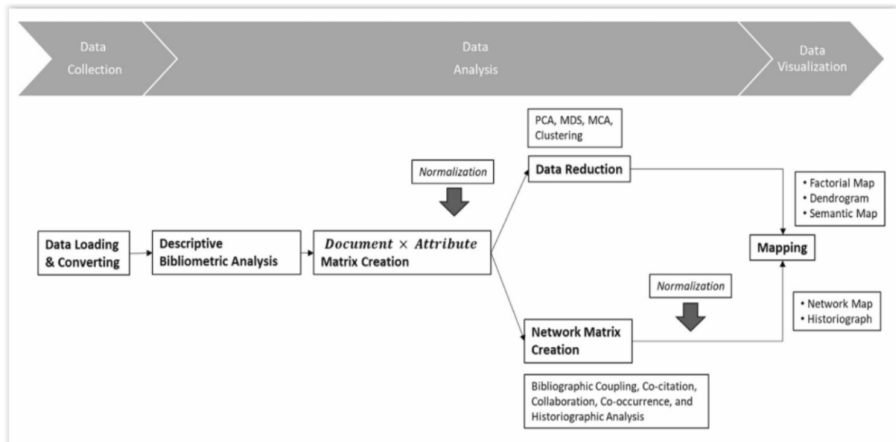 Data
Collection
Data
Analysis
Data
Visualization
PCA, MDS, MCA,
Clustering
Normalization
Data Reduction
• Factorial Map
• Dendrogram
• Semantic Map
Data Loading
& Converting
Descriptive
Bibliometric Analysis
Document × Attribute
Matrix Creation
Mapping
Normalization
• Network Map
• Historiograph
Network Matrix
Creation
Bibliographic Coupling, Co-citation,
Collaboration, Co-occurrence, and
Historiographic Analysis